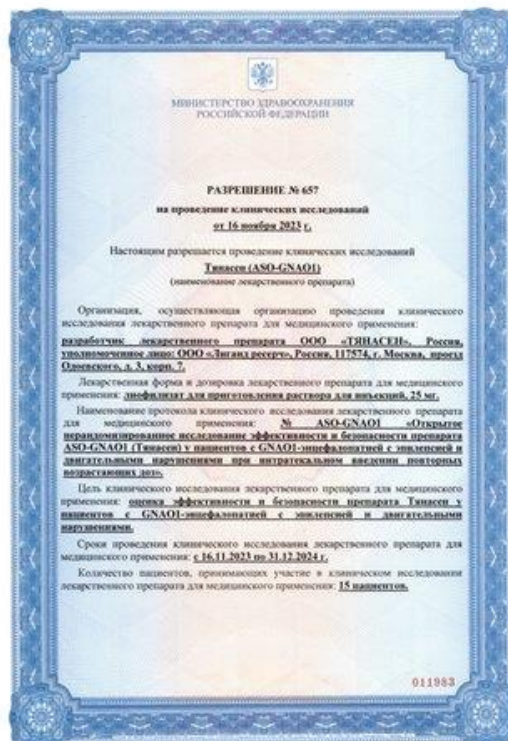 МИНИСТЕРСТВО ЗДРАВООХРАНЕНИЯ
РОССИЙСКОЙ ФЕДЕРАЦИИ
РАЗРЕШЕНИЕ № 657
на проведение клинических исследований
от 16 ноября 2023 г.
Настоящим разрешается проведение клинических исследований
Тянасен (ASO-GNAO1)
(наименование лекарственного препарата)
Организация, осуществляющая организацию проведения клинического
исследования лекарственного препарата для медицинского применения:
разработчик лекарственного препарата ООО «ТЯНАСЕН», Россия,
уполномоченное лицо: ООО «Лиганд ресерч», Россия, 117574, г. Москва, проезд
Одоевского, д. 3, корп. 7.
Лекарственная форма и дозировка лекарственного препарата для медицинского
применения: лиофилизат для приготовления раствора для инъекций, 25 мг.
Наименование протокола клинического исследования лекарственного препарата
для медицинского применения: № ASO-GNAO1 «Открытое
нерандомизированное исследование эффективности и безопасности препарата
ASO-GNAO1 (Тянасен) у пациентов с GNAO1-энцефалопатией с эпилепсией и
двигательными нарушениями при интратекальном введении повторных
возрастающих доз».
Цель клинического исследования лекарственного препарата для медицинского
применения: оценка эффективности и безопасности препарата Тянасен у
пациентов с GNAO1-энцефалопатией с эпилепсией и двигательными
нарушениями.
Сроки проведения клинического исследования лекарственного препарата для
медицинского применения: с 16.11.2023 по 31.12.2024 г.
Количество пациентов, принимающих участие в клиническом исследовании
лекарственного препарата для медицинского применения: 15 пациентов.
011983